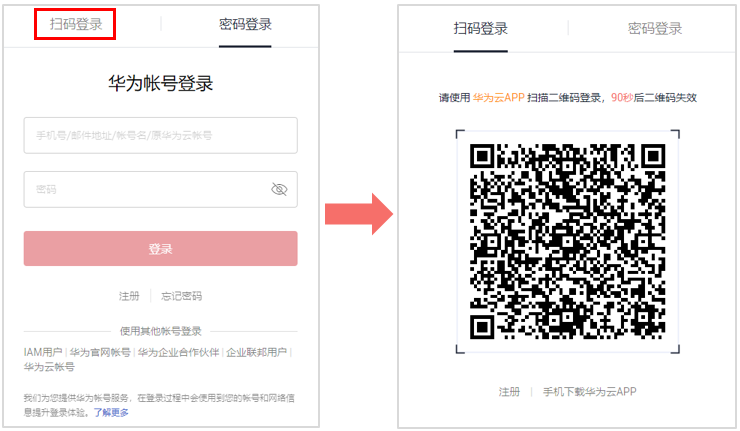 扫码登录
密码登录
华为帐号登录
手机号/邮件地址/帐号名/原华为云帐号
密码
登录
注册
忘记密码
使用其他帐号登录
IAM用户 | 华为官网帐号 | 华为企业合作伙伴 | 企业联邦用户 |
华为云帐号
我们为您提供华为帐号服务，在登录过程中会使用到您的帐号和网络信
息提升登录体验。了解更多
扫码登录
密码登录
请使用 华为云APP 扫描二维码登录，90秒后二维码失效
注册 | 手机下载华为云APP